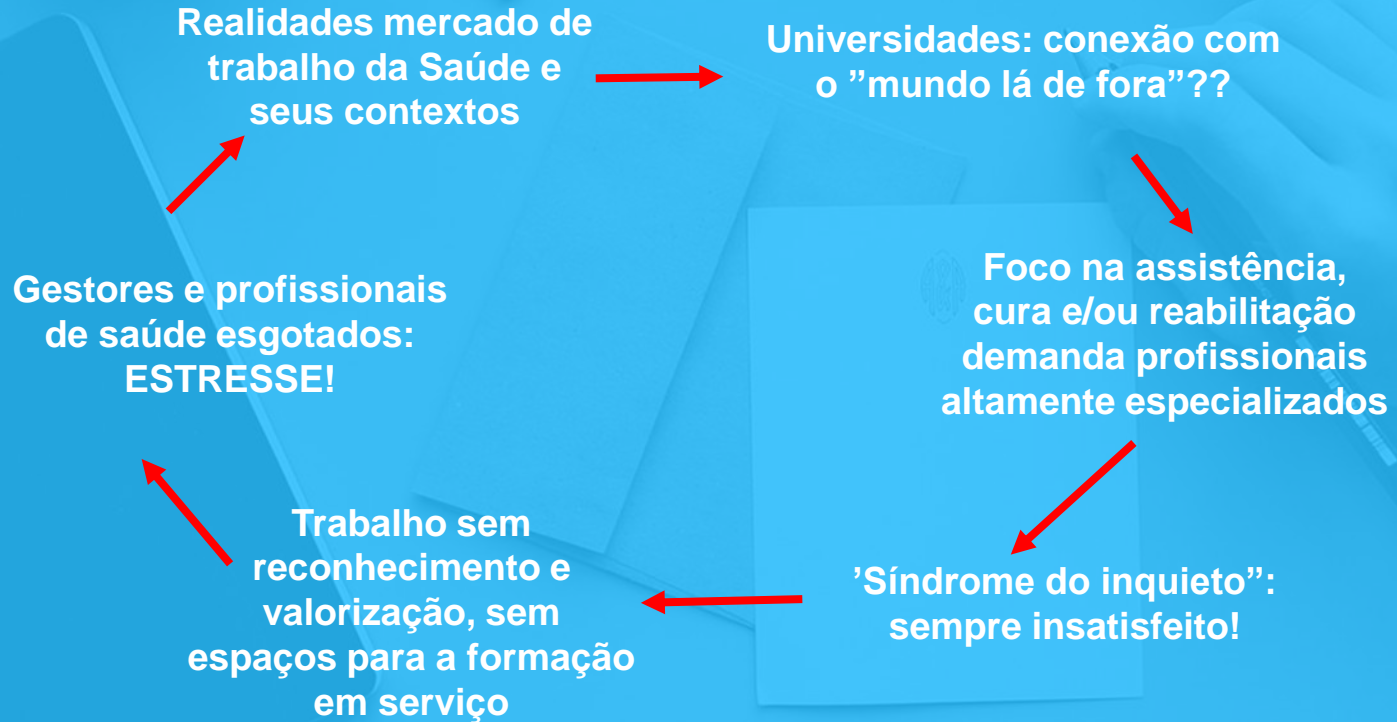 Realidades mercado de
trabalho da Saúde e
seus contextos
Universidades: conexão com
o ”mundo lá de fora”??
Foco na assistência,
cura e/ou reabilitação
demanda profissionais
altamente especializados
’Síndrome do inquieto”:
sempre insatisfeito!
Trabalho sem
reconhecimento e
valorização, sem
espaços para a formação
em serviço
Gestores e profissionais
de saúde esgotados:
ESTRESSE!